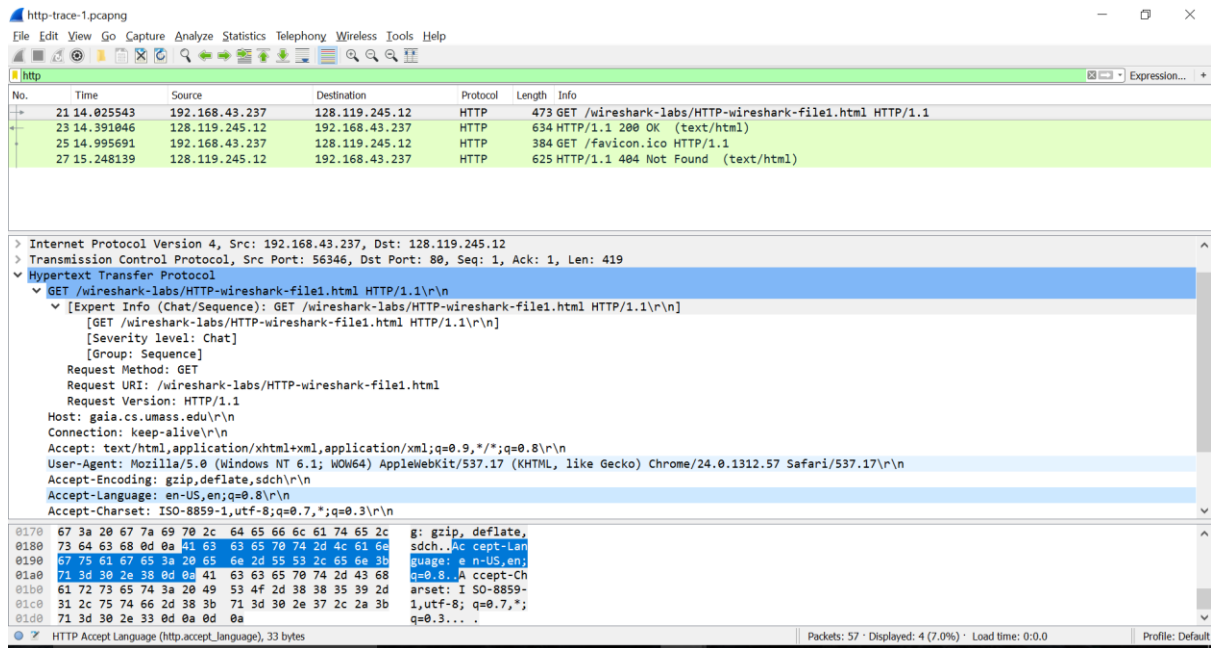 http-trace-1.pcapng
File Edit View Go Capture Analyze Statistics Telephony Wireless Tools Help
http Expression... +
No. Time Source Destination Protocol Length Info
21 14.025543 192.168.43.237 128.119.245.12 HTTP 473 GET /wireshark-labs/HTTP-wireshark-file1.html HTTP/1.1
23 14.391046 128.119.245.12 192.168.43.237 HTTP 634 HTTP/1.1 200 OK (text/html)
25 14.995691 192.168.43.237 128.119.245.12 HTTP 384 GET /favicon.ico HTTP/1.1
27 15.248139 128.119.245.12 192.168.43.237 HTTP 625 HTTP/1.1 404 Not Found (text/html)
> Internet Protocol Version 4, Src: 192.168.43.237, Dst: 128.119.245.12
> Transmission Control Protocol, Src Port: 56346, Dst Port: 80, Seq: 1, Ack: 1, Len: 419
Hypertext Transfer Protocol
GET /wireshark-labs/HTTP-wireshark-file1.html HTTP/1.1\r\n
[Expert Info (Chat/Sequence): GET /wireshark-labs/HTTP-wireshark-file1.html HTTP/1.1\r\n]
[GET /wireshark-labs/HTTP-wireshark-file1.html HTTP/1.1\r\n]
[Severity level: Chat]
[Group: Sequence]
Request Method: GET
Request URI: /wireshark-labs/HTTP-wireshark-file1.html
Request Version: HTTP/1.1
Host: gaia.cs.umass.edu\r\n
Connection: keep-alive\r\n
Accept: text/html,application/xhtml+xml,application/xml;q=0.9,*/*;q=0.8\r\n
User-Agent: Mozilla/5.0 (Windows NT 6.1; WOW64) AppleWebKit/537.17 (KHTML, like Gecko) Chrome/24.0.1312.57 Safari/537.17\r\n
Accept-Encoding: gzip,deflate,sdch\r\n
Accept-Language: en-US,en;q=0.8\r\n
Accept-Charset: ISO-8859-1,utf-8;q=0.7,*;q=0.3\r\n
0170 67 3a 20 67 7a 69 70 2c 64 65 66 6c 61 74 65 2c g: gzip, deflate,
0180 73 64 63 68 0d 0a 41 63 63 65 70 74 2d 4c 61 6e sdch..Ac cept-Lan
0190 67 75 61 67 65 3a 20 65 6e 2d 55 53 2c 65 6e 3b guage: e n-US,en;
01a0 71 3d 30 2e 38 0d 0a 41 63 63 65 70 74 2d 43 68 q=0.8..A ccept-Ch
01b0 61 72 73 65 74 3a 20 49 53 4f 2d 38 38 35 39 2d arset: I SO-8859-
01c0 31 2c 75 74 66 2d 38 3b 71 3d 30 2e 37 2c 2a 3b 1,utf-8; q=0.7,*;
01d0 71 3d 30 2e 33 0d 0a 0d 0a q=0.3... .
HTTP Accept Language (http.accept_language), 33 bytes Packets: 57 · Displayed: 4 (7.0%) · Load time: 0:0.0 Profile: Default